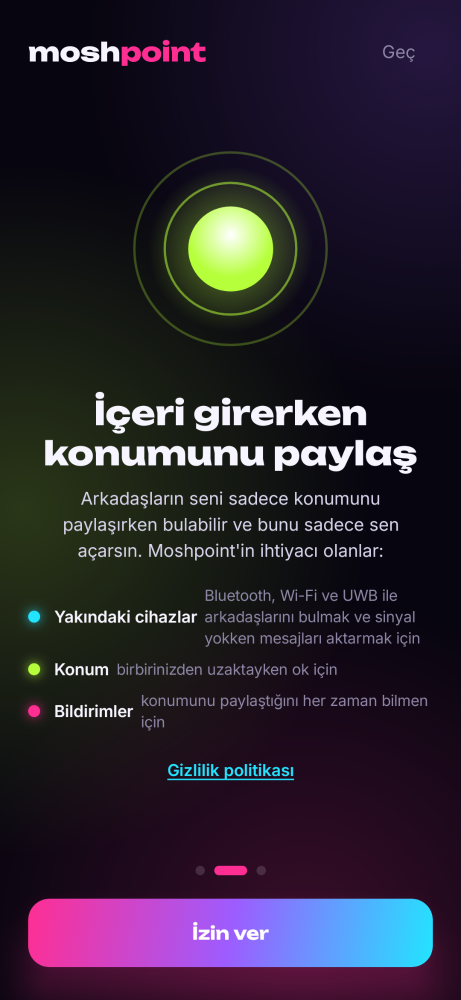 moshpoint
Geç
İçeri girerken
konumunu paylaş
Arkadaşların seni sadece konumunu
paylaşırken bulabilir ve bunu sadece sen
açarsın. Moshpoint'in ihtiyacı olanlar:
Yakındaki cihazlar
Bluetooth, Wi-Fi ve UWB ile
arkadaşlarını bulmak ve sinyal
yokken mesajları aktarmak için
Konum birbirinizden uzaktayken ok için
Bildirimler
konumunu paylaştığını her zaman bilmen
için
Gizlilik politikası
İzin ver